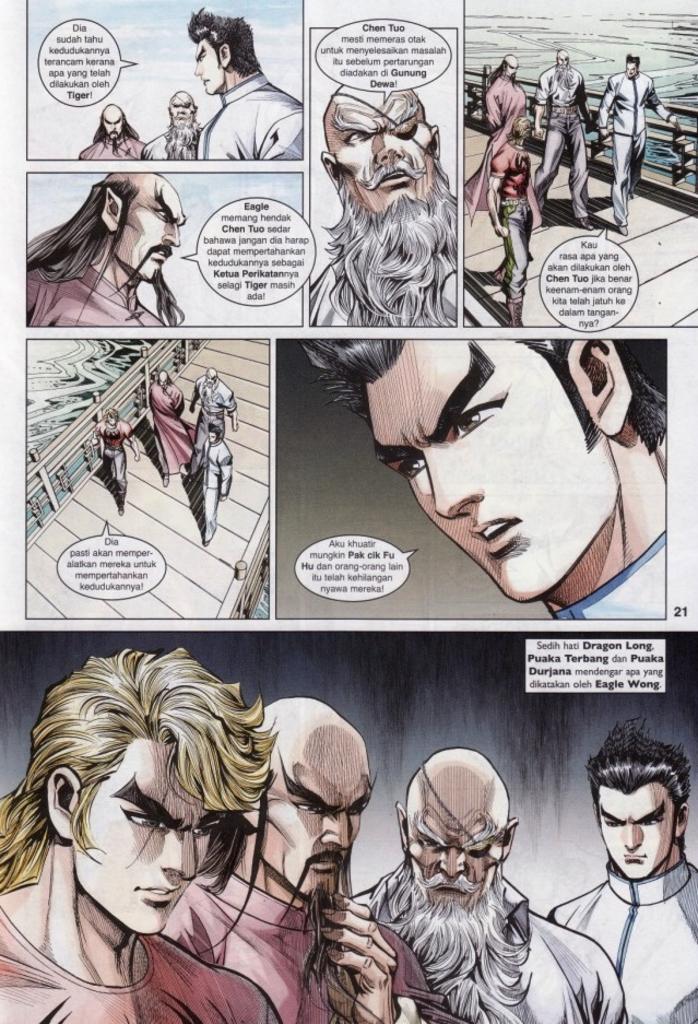 Dia
sudah tahu
kedudukannya
terancam kerana
apa yang telah
dilakukan oleh
Tiger!
Chen Tuo
mesti memeras otak
untuk menyelesaikan masalah
itu sebelum pertarungan
diadakan di Gunung
Dewa!
Eagle
memang hendak
Chen Tuo sedar
bahawa jangan dia harap
dapat mempertahankan
kedudukannya sebagai
Ketua Perikatannya
selagi Tiger masih
ada!
Kau
rasa apa yang
akan dilakukan oleh
Chen Tuo jika benar
keenam-enam orang
kita telah jatuh ke
dalam tangan-
nya?
Dia
pasti akan memper-
alatkan mereka untuk
mempertahankan
kedudukannya!
Aku khuatir
mungkin Pak cik Fu
Hu dan orang-orang lain
itu telah kehilangan
nyawa mereka!
21
Sedih hati Dragon Long,
Puaka Terbang dan Puaka
Durjana mendengar apa yang
dikatakan oleh Eagle Wong.